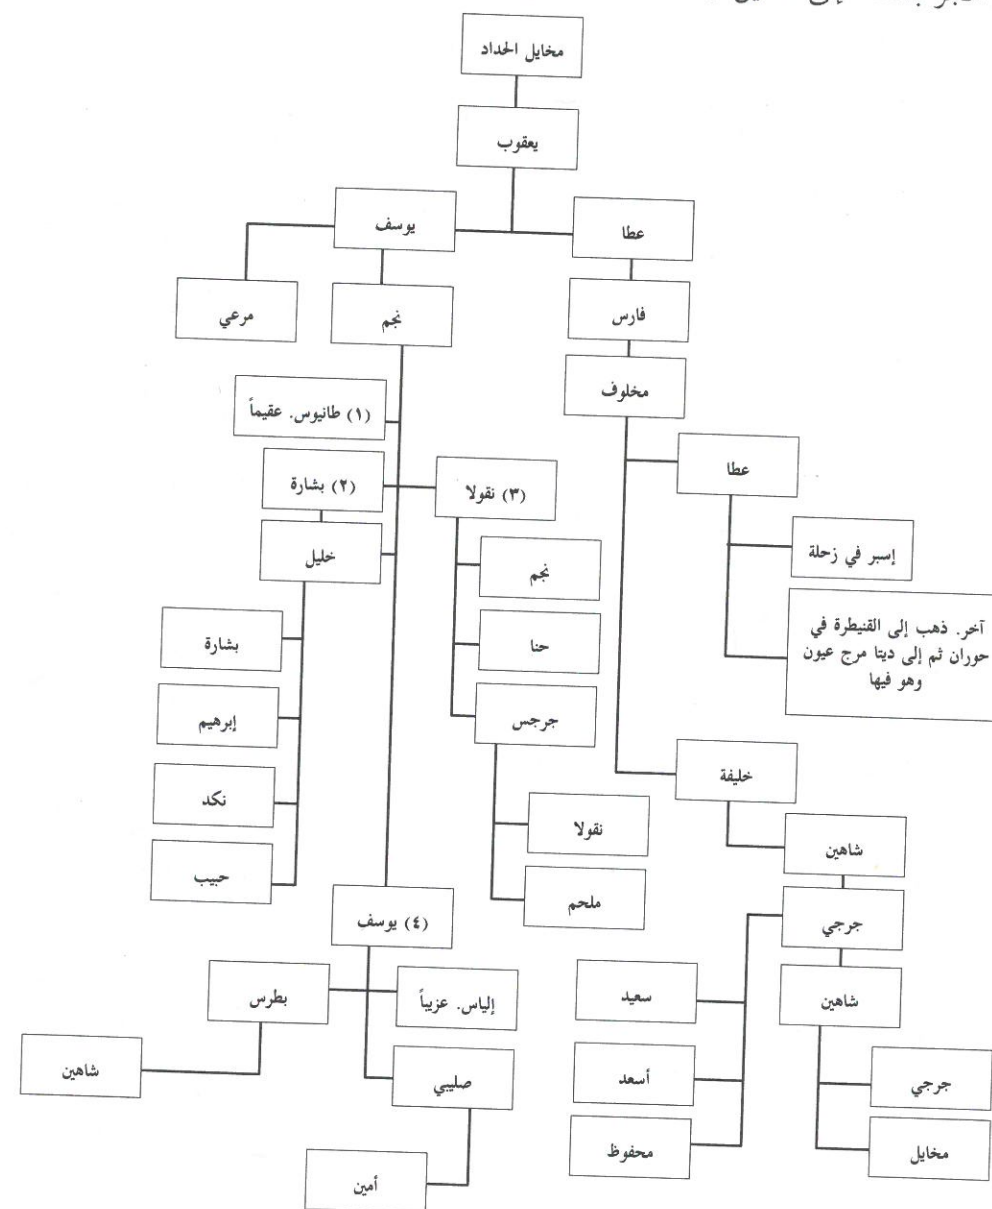 إلى
مخايل الحداد
يعقوب
يوسف
عطا
مرعي
نجم
فارس
مخلوف
(١) طانيوس. عقيماً
(٢) بشارة
(٣) نقولا
عطا
خليل
نجم
إسبر في زحلة
حنا
آخر. ذهب إلى القنيطرة في
حوران ثم إلى ديتا مرج عيون
وهو فيها
بشارة
إبرهيم
جرجس
نكد
حبيب
خليفة
نقولا
شاهين
ملحم
جرجي
(٤) يوسف
شاهين
سعيد
بطرس
إلياس. عزيباً
شاهين
صليبي
أسعد
جرجي
محفوظ
مخايل
أمين